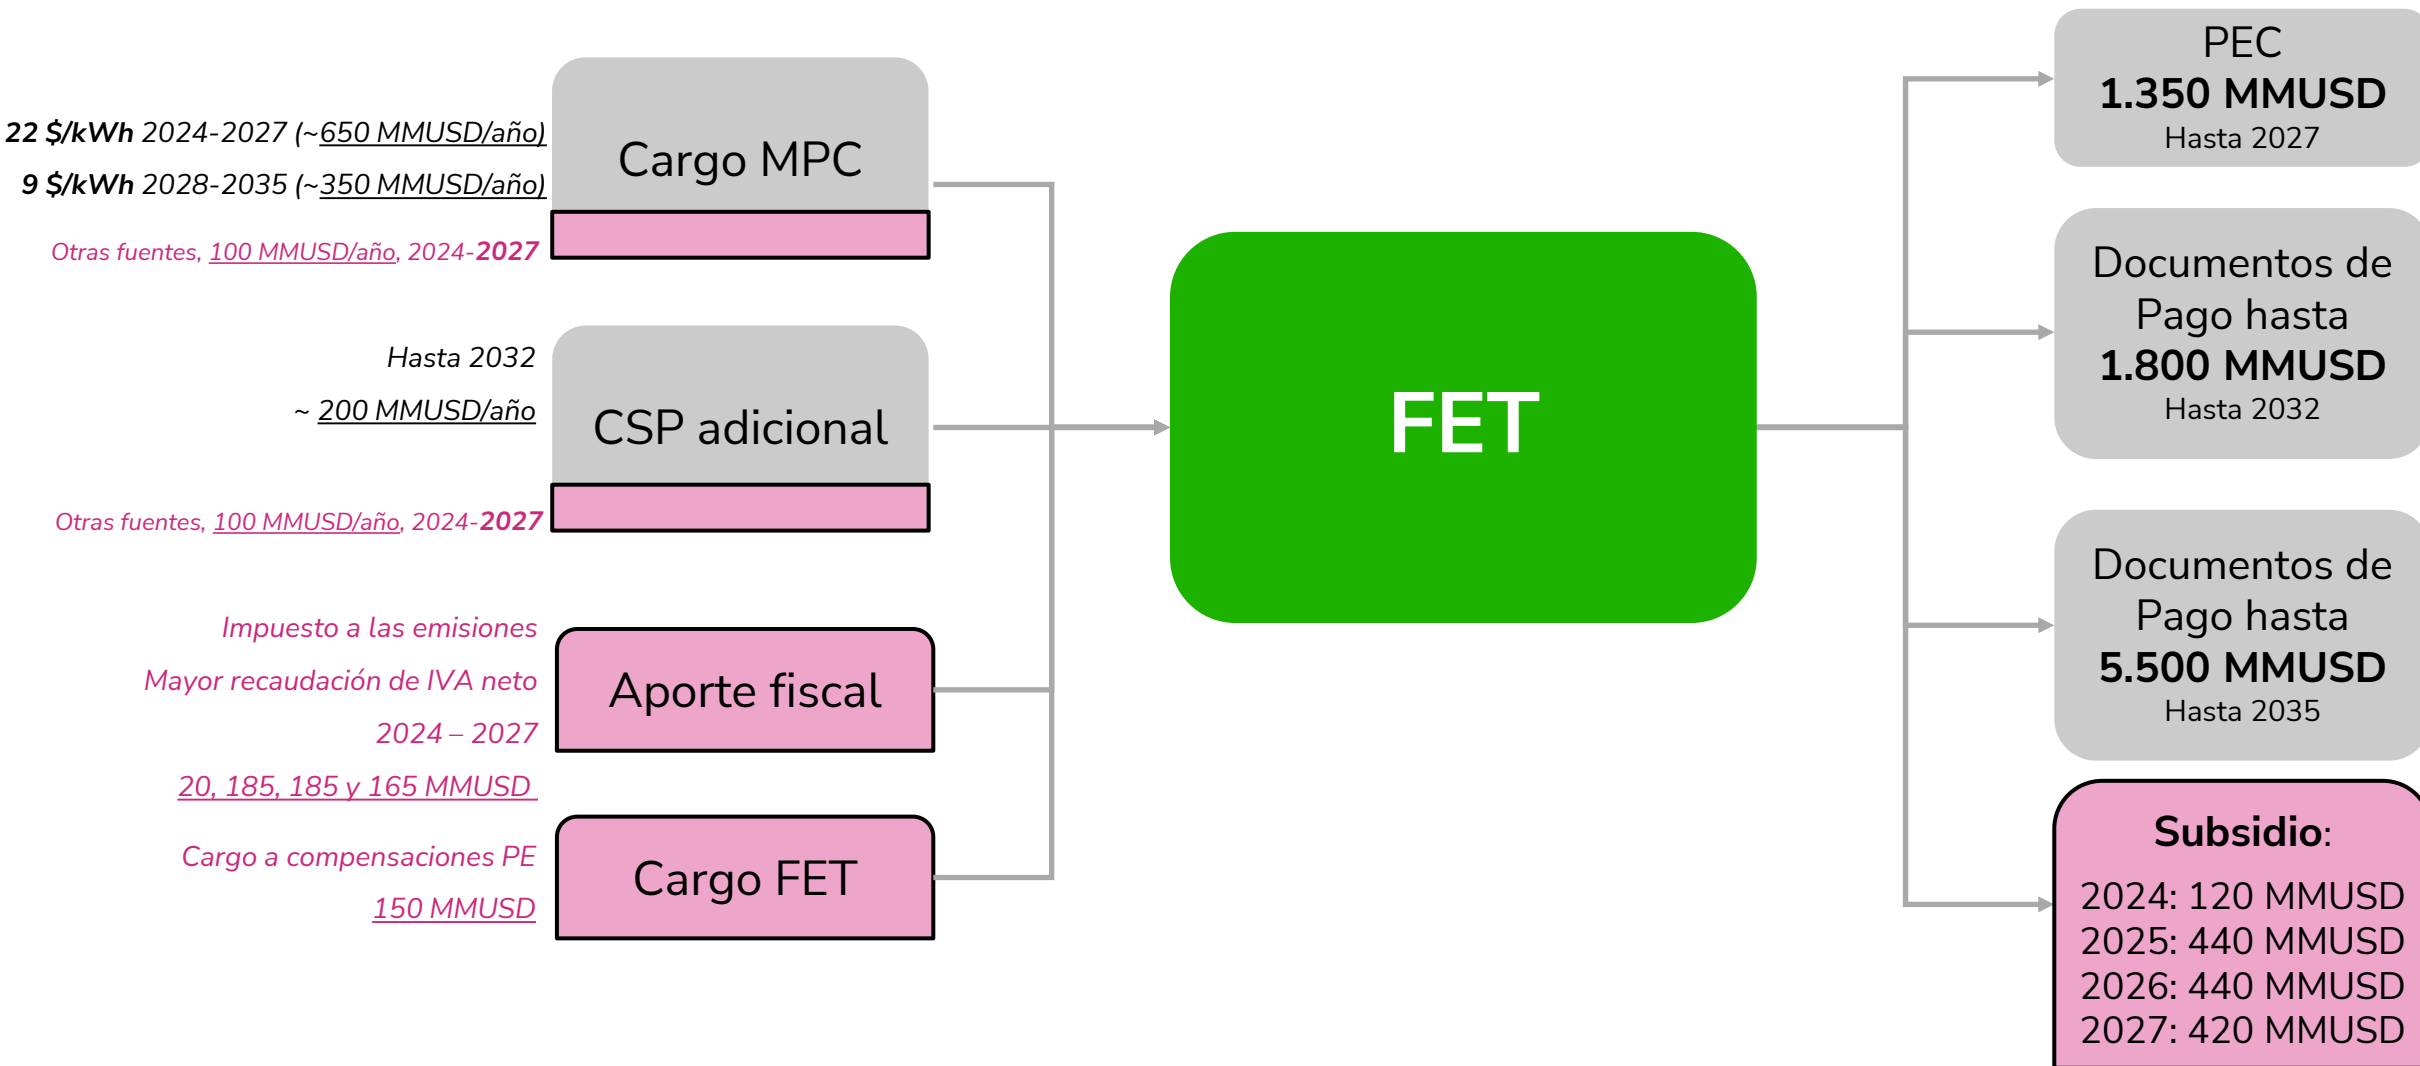 22 $/kWh 2024-2027 (~650 MMUSD/año)
9 $/kWh 2028-2035 (~350 MMUSD/año)
Otras fuentes, 100 MMUSD/año, 2024-2027
Cargo MPC
Hasta 2032
~ 200 MMUSD/año
CSP adicional
Otras fuentes, 100 MMUSD/año, 2024-2027
Impuesto a las emisiones
Mayor recaudación de IVA neto
2024 – 2027
20, 185, 185 y 165 MMUSD
Aporte fiscal
Cargo a compensaciones PE
150 MMUSD
Cargo FET
FET
PEC
1.350 MMUSD
Hasta 2027
Documentos de
Pago hasta
1.800 MMUSD
Hasta 2032
Documentos de
Pago hasta
5.500 MMUSD
Hasta 2035
Subsidio:
2024: 120 MMUSD
2025: 440 MMUSD
2026: 440 MMUSD
2027: 420 MMUSD